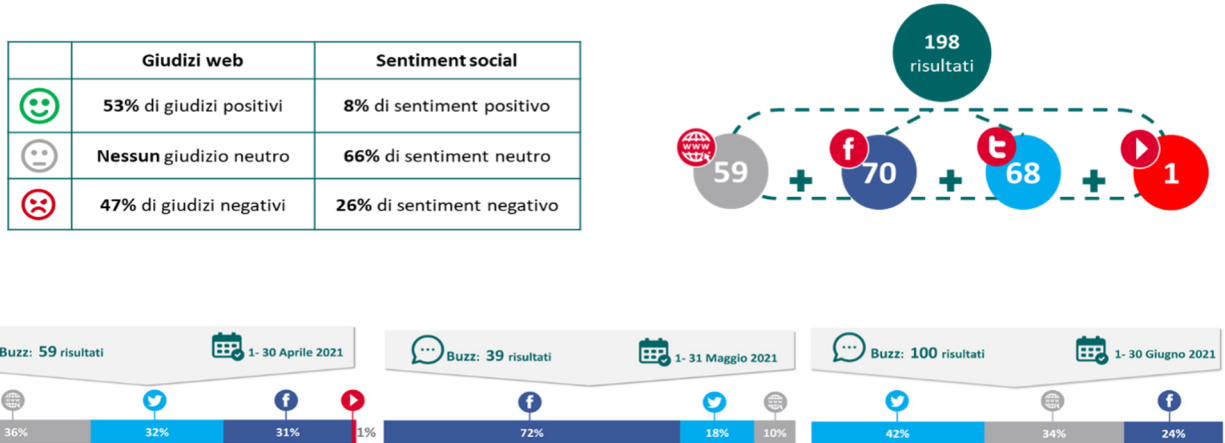 Giudizi web Sentiment social
53% di giudizi positivi 8% di sentiment positivo
Nessun giudizio neutro 66% di sentiment neutro
47% di giudizi negativi 26% di sentiment negativo
198
risultati
www
59 + 70 + 68 + 1
Buzz: 59 risultati 1- 30 Aprile 2021
36% 32% 31% 1%
Buzz: 39 risultati 1- 31 Maggio 2021
72% 18% 10%
Buzz: 100 risultati 1- 30 Giugno 2021
42% 34% 24%